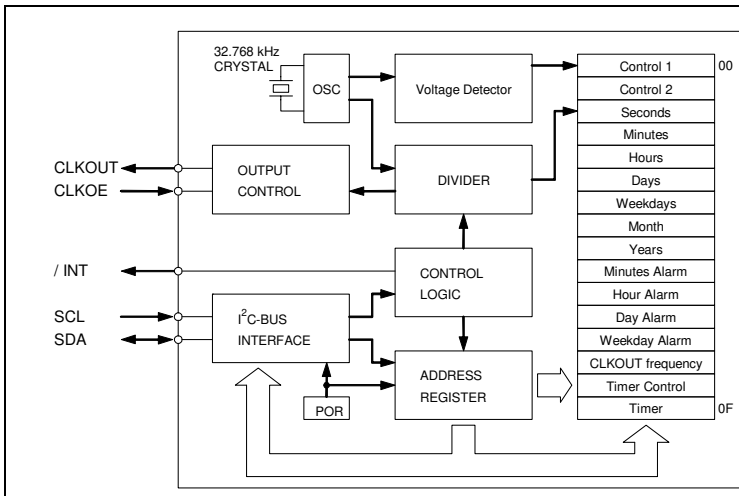 32.768 kHz
CRYSTAL
OSC
Voltage Detector
CLKOUT
CLKOE
OUTPUT
CONTROL
DIVIDER
/ INT
CONTROL
LOGIC
SCL
SDA
I²C-BUS
INTERFACE
ADDRESS
REGISTER
POR
Control 1 00
Control 2
Seconds
Minutes
Hours
Days
Weekdays
Month
Years
Minutes Alarm
Hour Alarm
Day Alarm
Weekday Alarm
CLKOUT frequency
Timer Control
Timer 0F